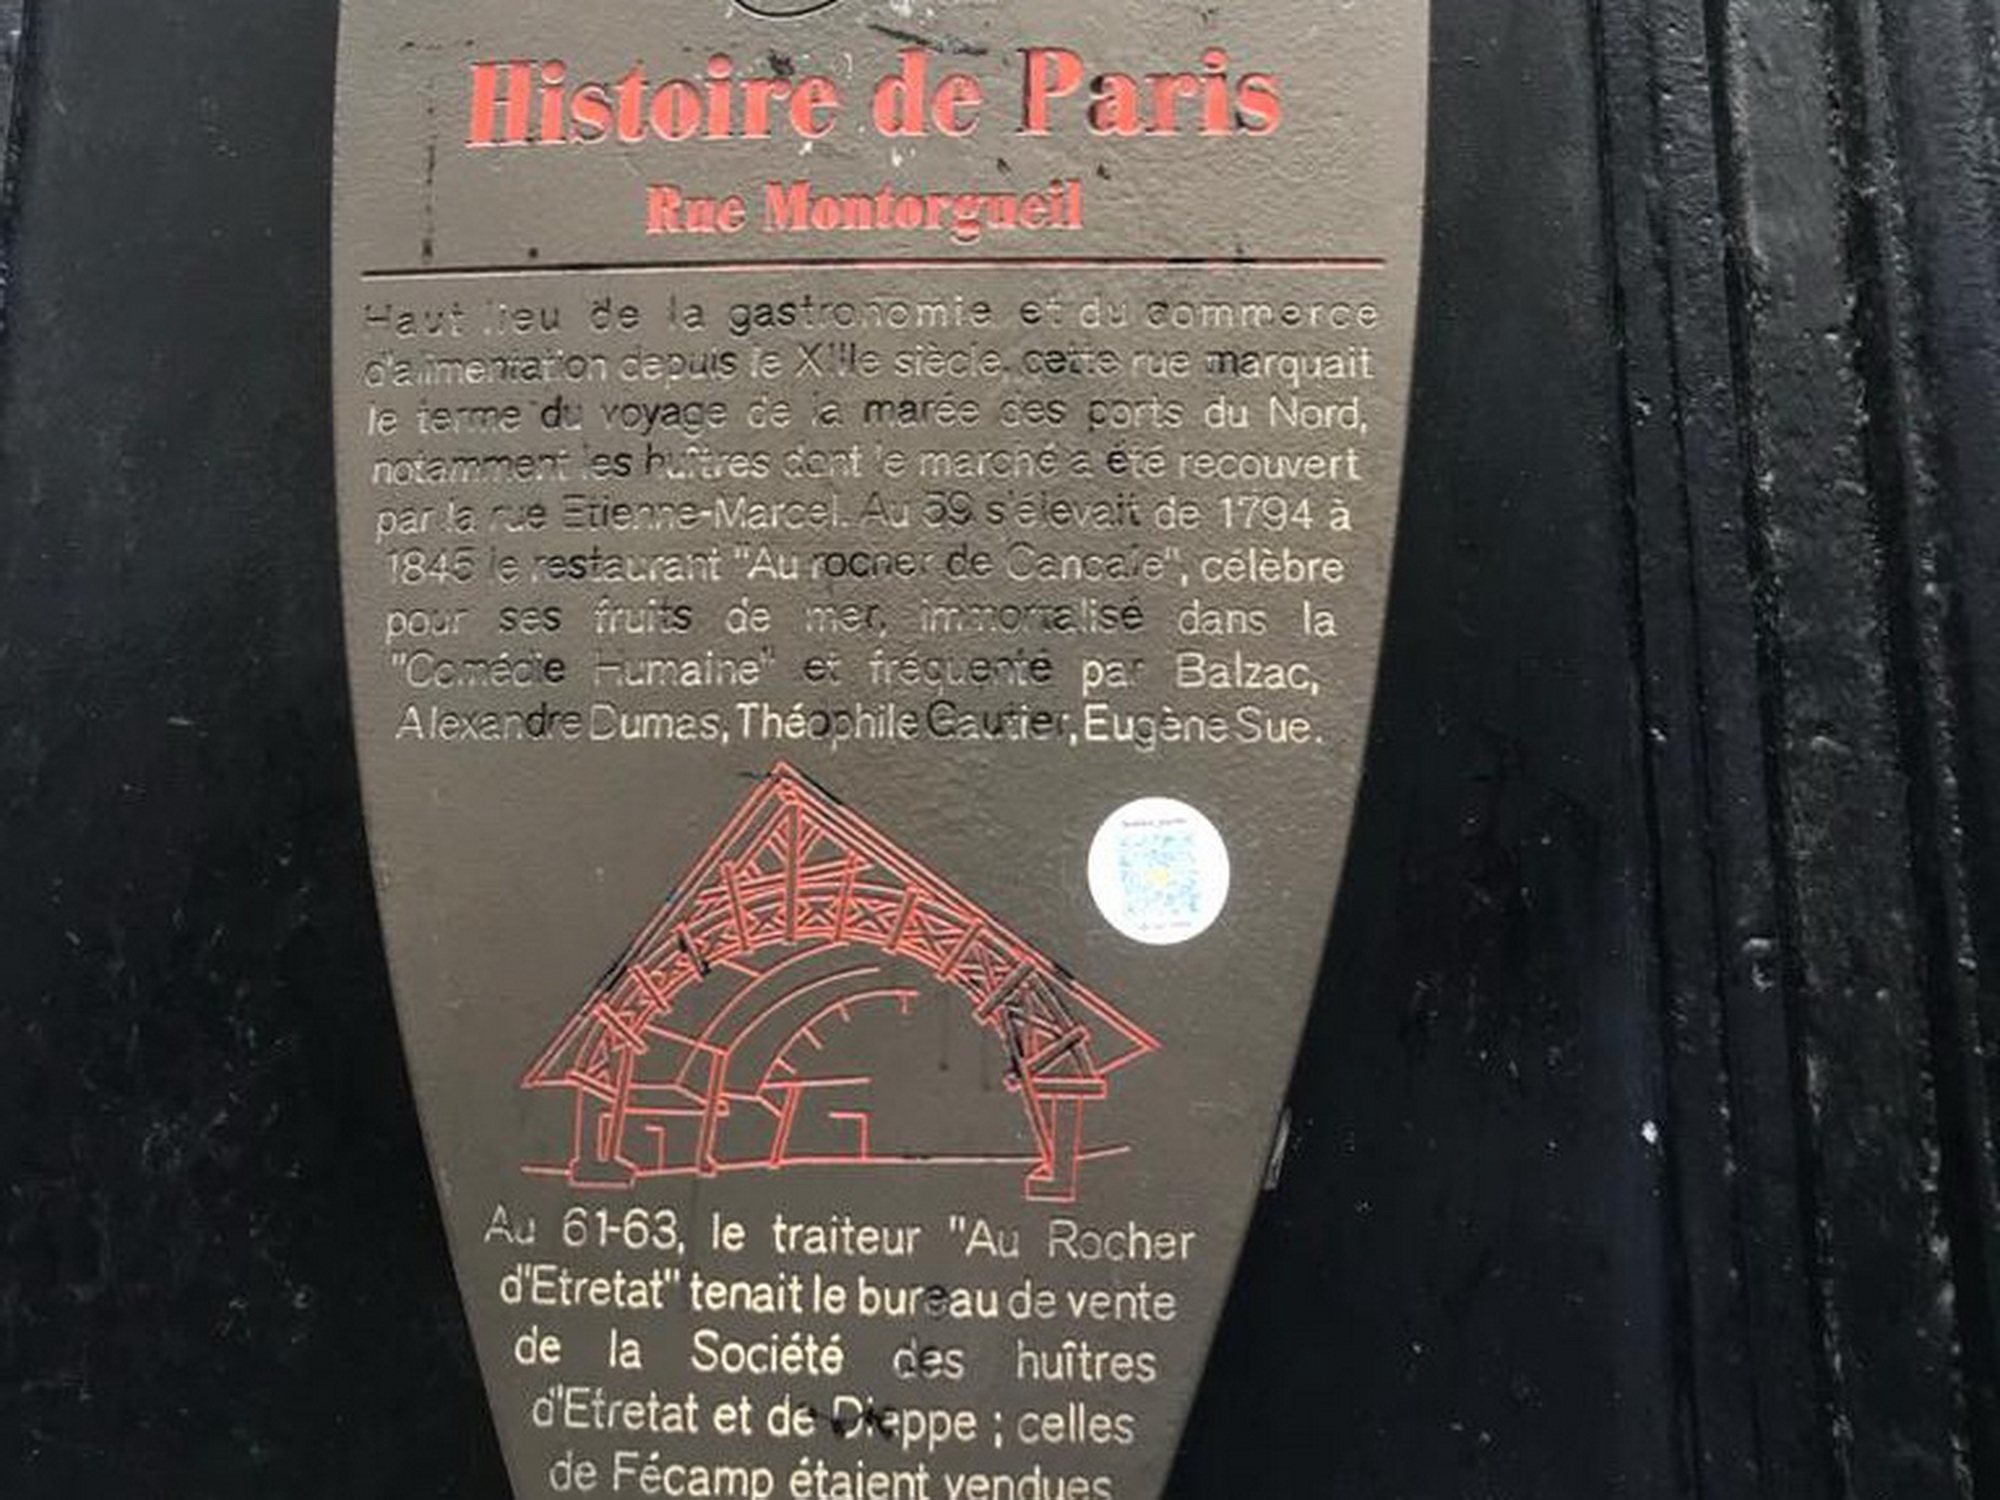 Histoire de Paris
Rue Montorgueil
Haut lieu de la gastronomie et du commerce
d'alimentation depuis le XIIIe siècle, cette rue marquait
le terme du voyage de la marée des ports du Nord,
notamment les huîtres dont le marché a été recouvert
par la rue Etienne-Marcel. Au 59 s'élevait de 1794 à
1845 le restaurant "Au rocher de Cancale", célèbre
pour ses fruits de mer, immortalisé dans la
"Comédie Humaine" et fréquenté par Balzac,
Alexandre Dumas, Théophile Gautier, Eugène Sue.
Au 61-63, le traiteur "Au Rocher
d'Etretat" tenait le bureau de vente
de la Société des huîtres
d'Etretat et de Dieppe ; celles
de Fécamp étaient vendues